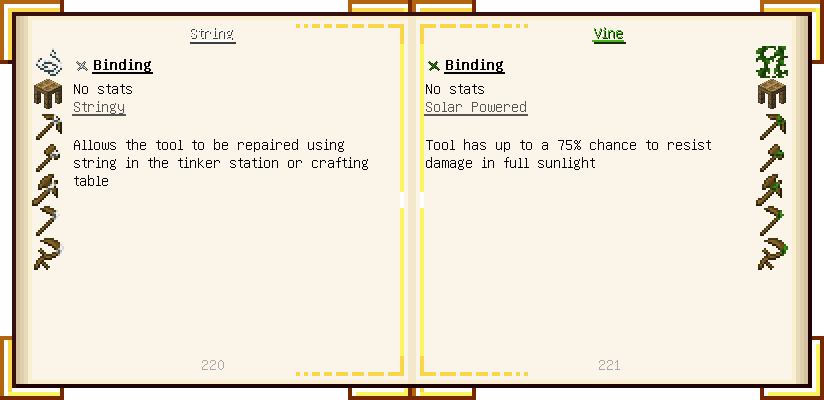 String
Binding
No stats
Stringy
Allows the tool to be repaired using
string in the tinker station or crafting
table
220
Vine
Binding
No stats
Solar Powered
Tool has up to a 75% chance to resist
damage in full sunlight
221